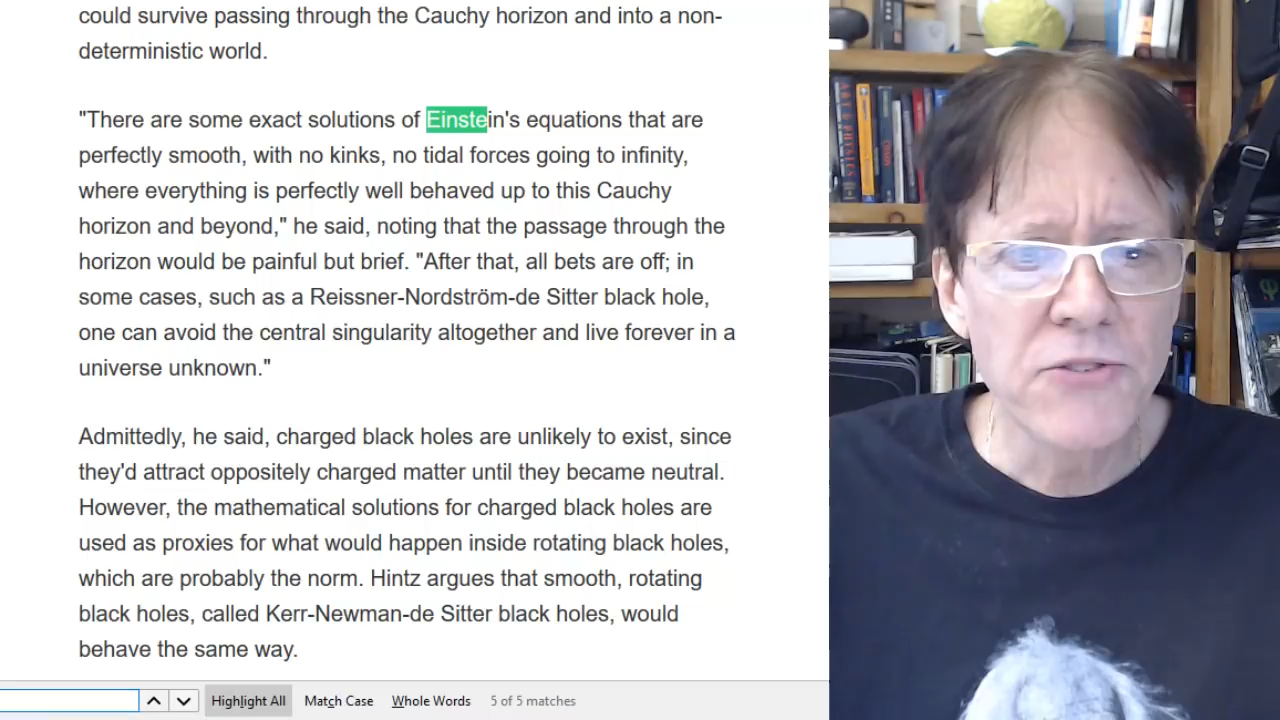 could survive passing through the Cauchy horizon and into a non-
deterministic world.
"There are some exact solutions of Einstein's equations that are
perfectly smooth, with no kinks, no tidal forces going to infinity,
where everything is perfectly well behaved up to this Cauchy
horizon and beyond," he said, noting that the passage through the
horizon would be painful but brief. "After that, all bets are off; in
some cases, such as a Reissner-Nordström-de Sitter black hole,
one can avoid the central singularity altogether and live forever in a
universe unknown."
Admittedly, he said, charged black holes are unlikely to exist, since
they'd attract oppositely charged matter until they became neutral.
However, the mathematical solutions for charged black holes are
used as proxies for what would happen inside rotating black holes,
which are probably the norm. Hintz argues that smooth, rotating
black holes, called Kerr-Newman-de Sitter black holes, would
behave the same way.
Highlight All Match Case Whole Words 5 of 5 matches
ART & PHYSICS